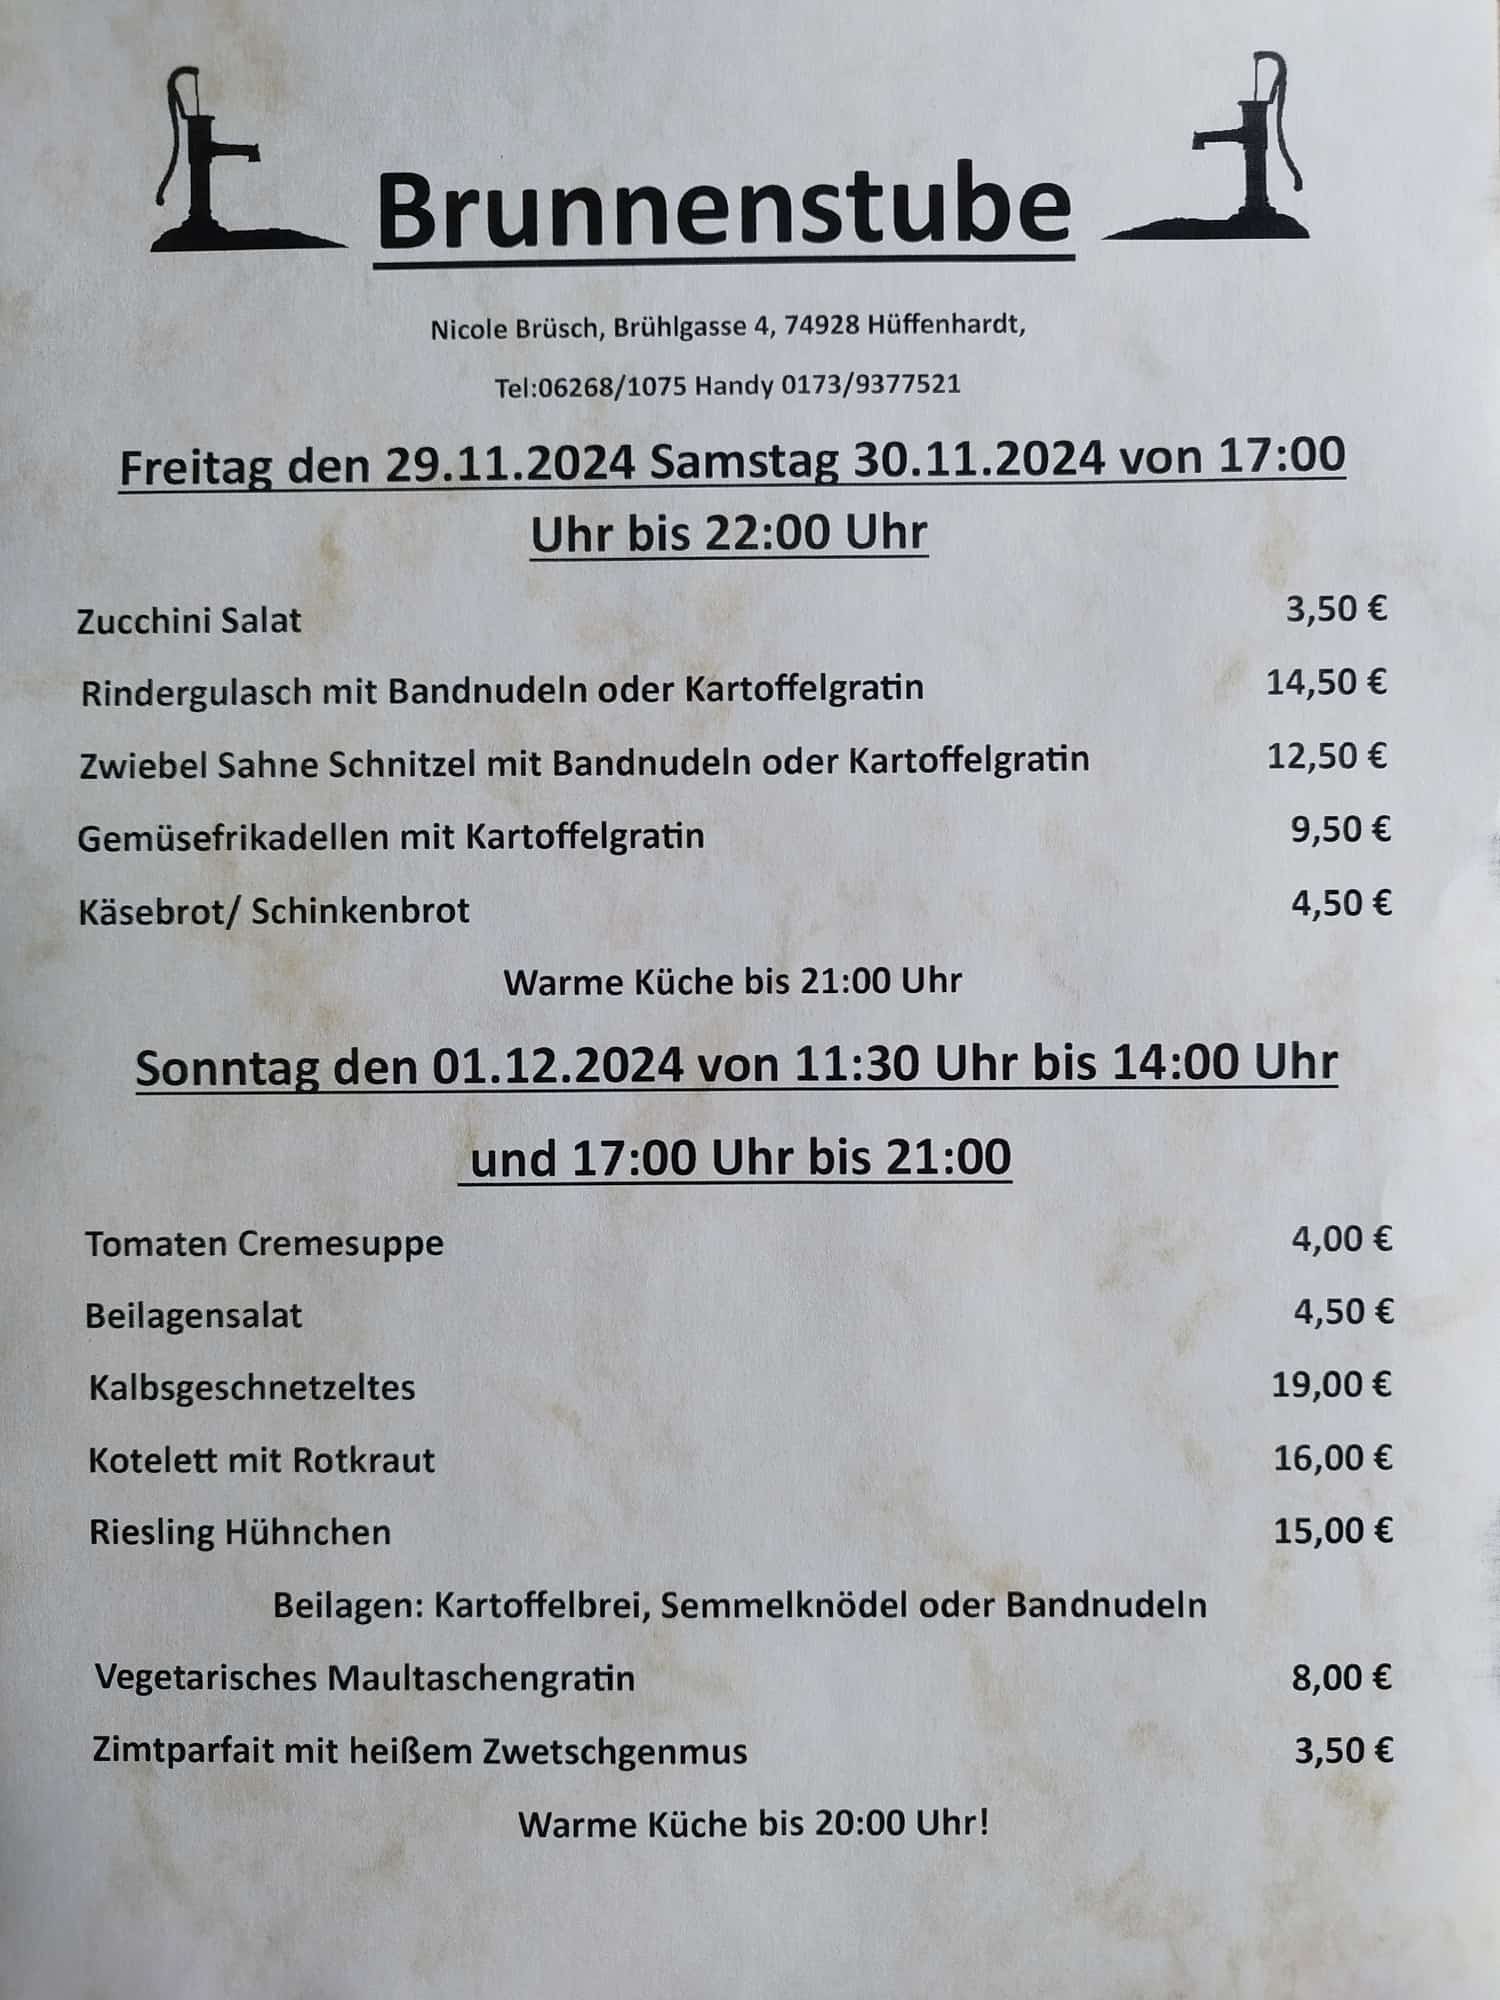 Brunnenstube
Nicole Brüsch, Brühlgasse 4, 74928 Hüffenhardt,
Tel:06268/1075 Handy 0173/9377521
Freitag den 29.11.2024 Samstag 30.11.2024 von 17:00
Uhr bis 22:00 Uhr
Zucchini Salat 3,50 €
Rindergulasch mit Bandnudeln oder Kartoffelgratin 14,50 €
Zwiebel Sahne Schnitzel mit Bandnudeln oder Kartoffelgratin 12,50 €
Gemüsefrikadellen mit Kartoffelgratin 9,50 €
Käsebrot/ Schinkenbrot 4,50 €
Warme Küche bis 21:00 Uhr
Sonntag den 01.12.2024 von 11:30 Uhr bis 14:00 Uhr
und 17:00 Uhr bis 21:00
Tomaten Cremesuppe 4,00 €
Beilagensalat 4,50 €
Kalbsgeschnetzeltes 19,00 €
Kotelett mit Rotkraut 16,00 €
Riesling Hühnchen 15,00 €
Beilagen: Kartoffelbrei, Semmelknödel oder Bandnudeln
Vegetarisches Maultaschengratin 8,00 €
Zimtparfait mit heißem Zwetschgenmus 3,50 €
Warme Küche bis 20:00 Uhr!